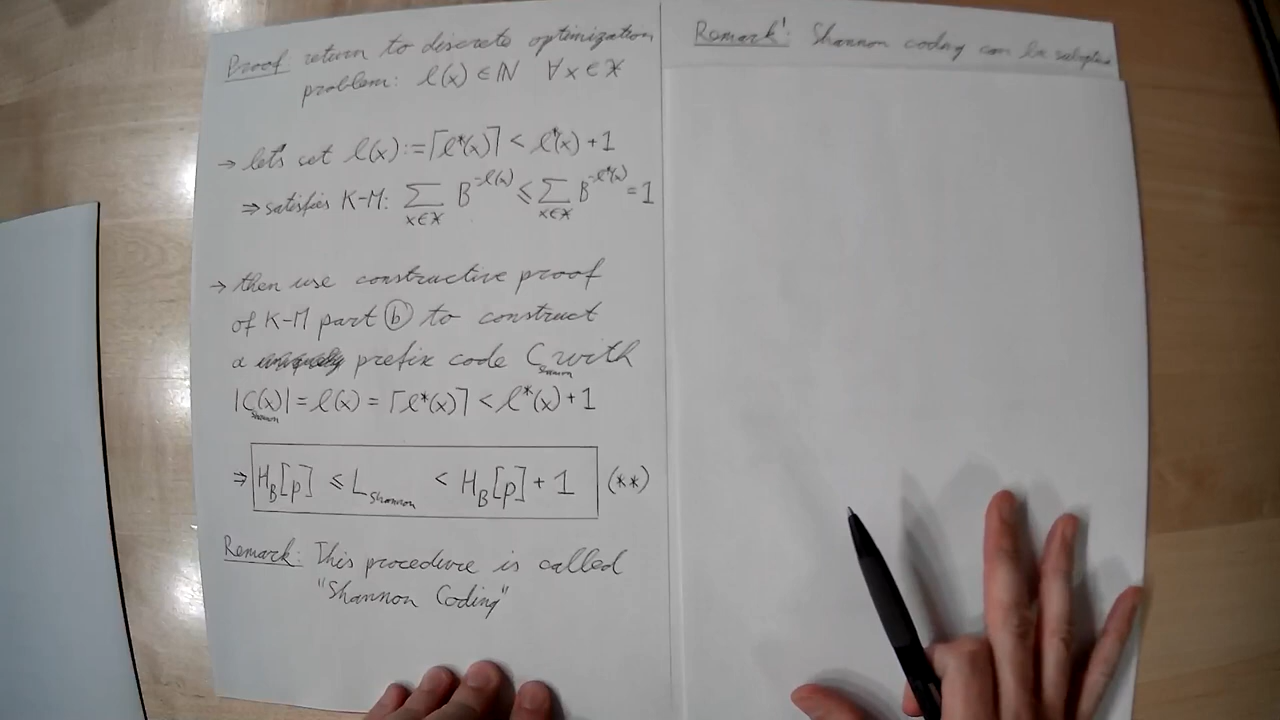 Proof return to discrete optimization
problem: ℓ(x) ∈ ℕ ∀x∈𝒳
→ let's set ℓ(x) := ⌈ℓ*(x)⌉ < ℓ*(x) + 1
⇒ satisfies K-M: ∑_{x∈𝒳} B^{-ℓ(x)} ≤ ∑_{x∈𝒳} B^{-ℓ*(x)} = 1
→ then use constructive proof
of K-M part ⓑ to construct
a prefix code C_Shannon with
|C_Shannon(x)| = ℓ(x) = ⌈ℓ*(x)⌉ < ℓ*(x) + 1
⇒ H_B[p] ≤ L_Shannon < H_B[p] + 1 (**)
Remark: This procedure is called
"Shannon Coding"
Remark': Shannon coding can be